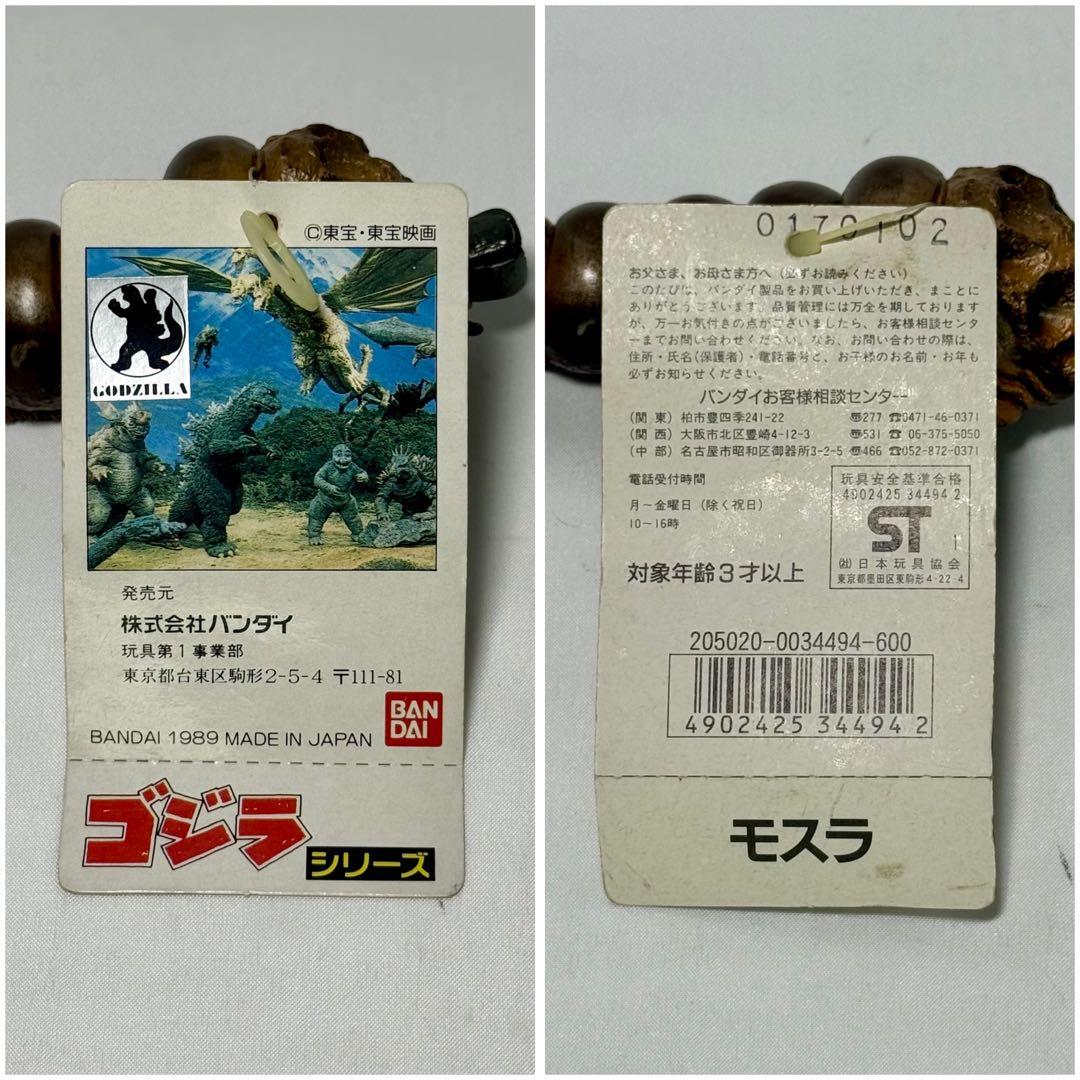 ©東宝・東宝映画
GODZILLA
発売元
株式会社バンダイ
玩具第1事業部
東京都台東区駒形2-5-4 〒111-81
BANDAI 1989 MADE IN JAPAN
BAN
DAI
ゴジラ
シリーズ
0170102
お父さま、お母さま方へ(必ずお読みください)
このたびは、バンダイ製品をお買い上げいただき、まことに
ありがとうございます。品質管理には万全を期しております
が、万一お気付きの点がございましたら、お客様相談センタ
ーまでお問い合わせください。なお、お問い合わせの際は、
住所・氏名(保護者)・電話番号と、お子様のお名前・お年も
必ずお知らせください。
バンダイお客様相談センター
(関 東) 柏市豊四季241-22 〠277 ☎0471-46-0371
(関 西) 大阪市北区豊崎4-12-3 〠531 ☎06-375-5050
(中 部) 名古屋市昭和区御器所3-2-5 〠466 ☎052-872-0371
電話受付時間
月~金曜日(除く祝日)
10~16時
玩具安全基準合格
4902425 34494 2
ST 1
㈳日本玩具協会
東京都墨田区東駒形4-22-4
対象年齢3才以上
205020-0034494-600
4902425 344942
モスラ